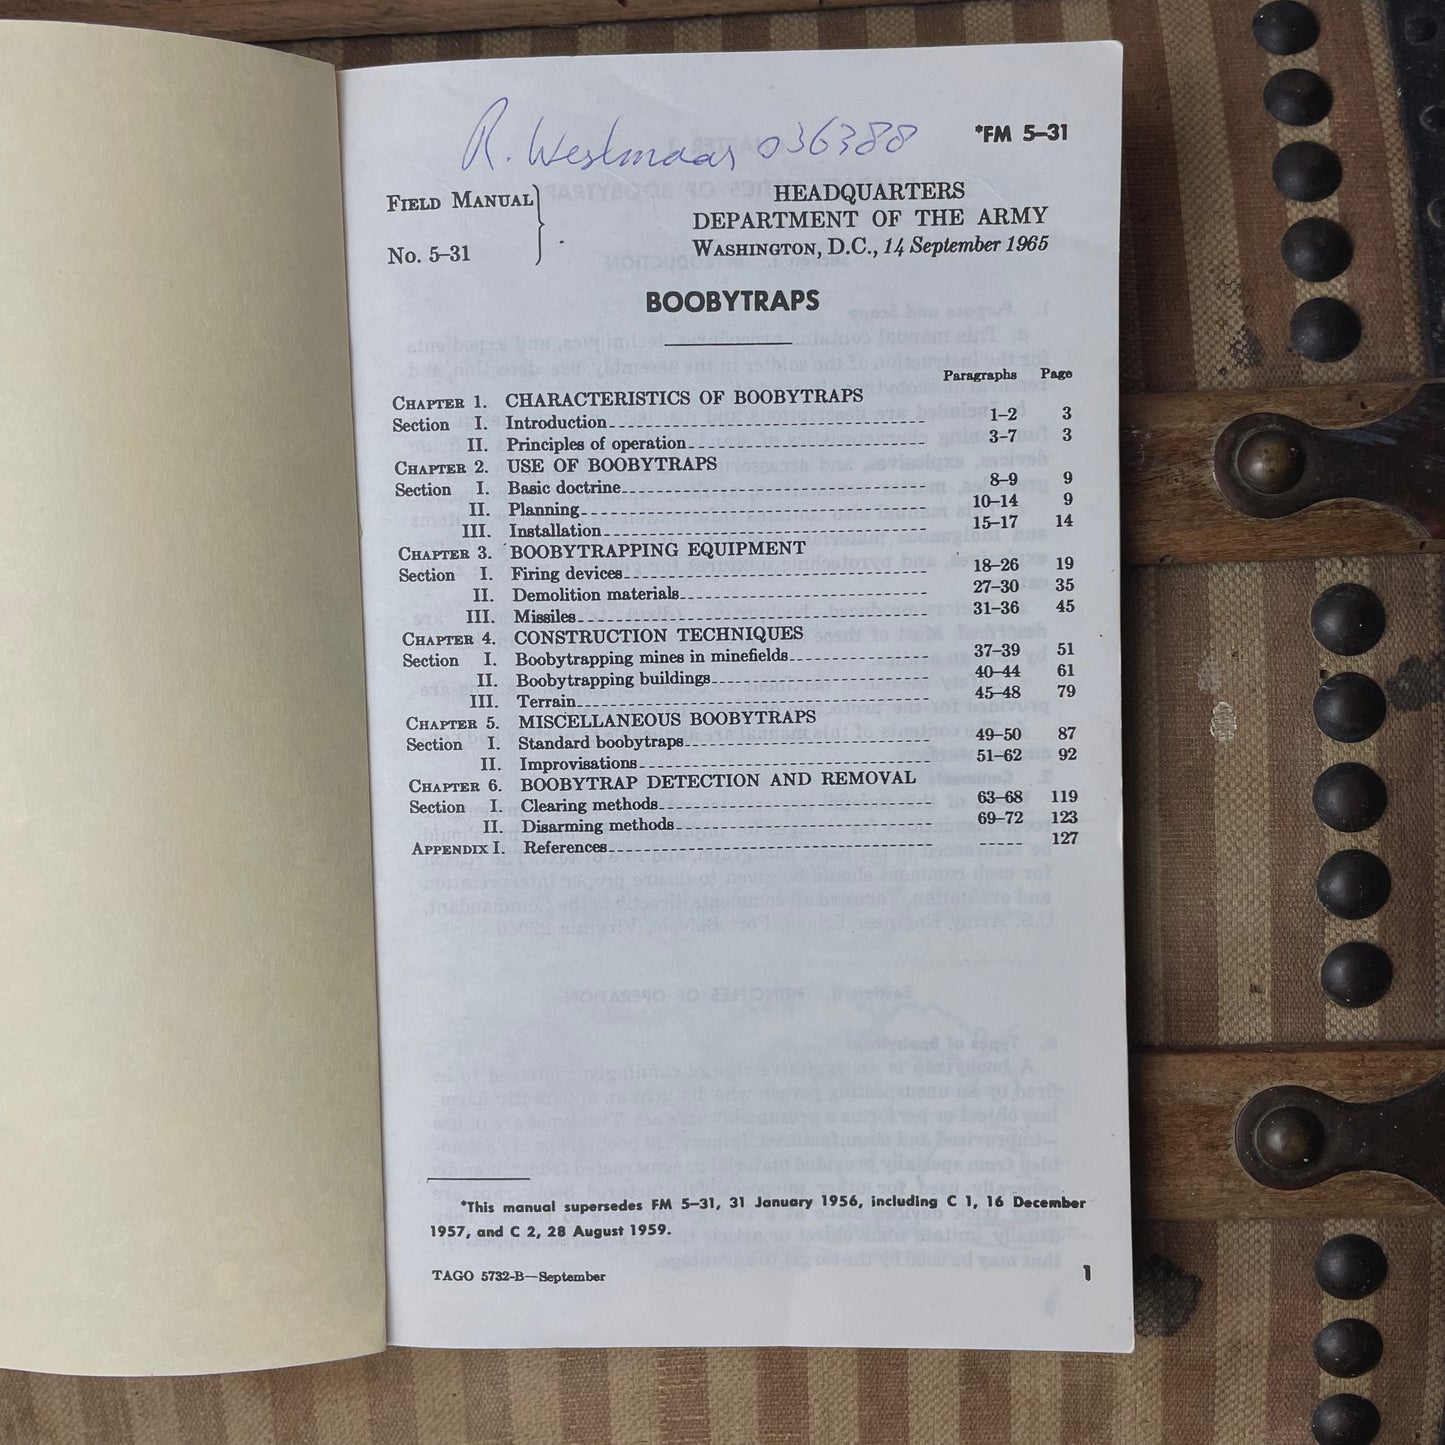 R. Westmaas 036388
*FM 5–31
FIELD MANUAL
No. 5–31
HEADQUARTERS
DEPARTMENT OF THE ARMY
WASHINGTON, D.C., 14 September 1965
BOOBYTRAPS
Paragraphs Page
CHAPTER 1. CHARACTERISTICS OF BOOBYTRAPS
Section I. Introduction 1–2 3
II. Principles of operation 3–7 3
CHAPTER 2. USE OF BOOBYTRAPS
Section I. Basic doctrine 8–9 9
II. Planning 10–14 9
III. Installation 15–17 14
CHAPTER 3. BOOBYTRAPPING EQUIPMENT
Section I. Firing devices 18–26 19
II. Demolition materials 27–30 35
III. Missiles 31–36 45
CHAPTER 4. CONSTRUCTION TECHNIQUES
Section I. Boobytrapping mines in minefields 37–39 51
II. Boobytrapping buildings 40–44 61
III. Terrain 45–48 79
CHAPTER 5. MISCELLANEOUS BOOBYTRAPS
Section I. Standard boobytraps 49–50 87
II. Improvisations 51–62 92
CHAPTER 6. BOOBYTRAP DETECTION AND REMOVAL
Section I. Clearing methods 63–68 119
II. Disarming methods 69–72 123
APPENDIX I. References 127
*This manual supersedes FM 5–31, 31 January 1956, including C 1, 16 December
1957, and C 2, 28 August 1959.
TAGO 5732-B—September 1